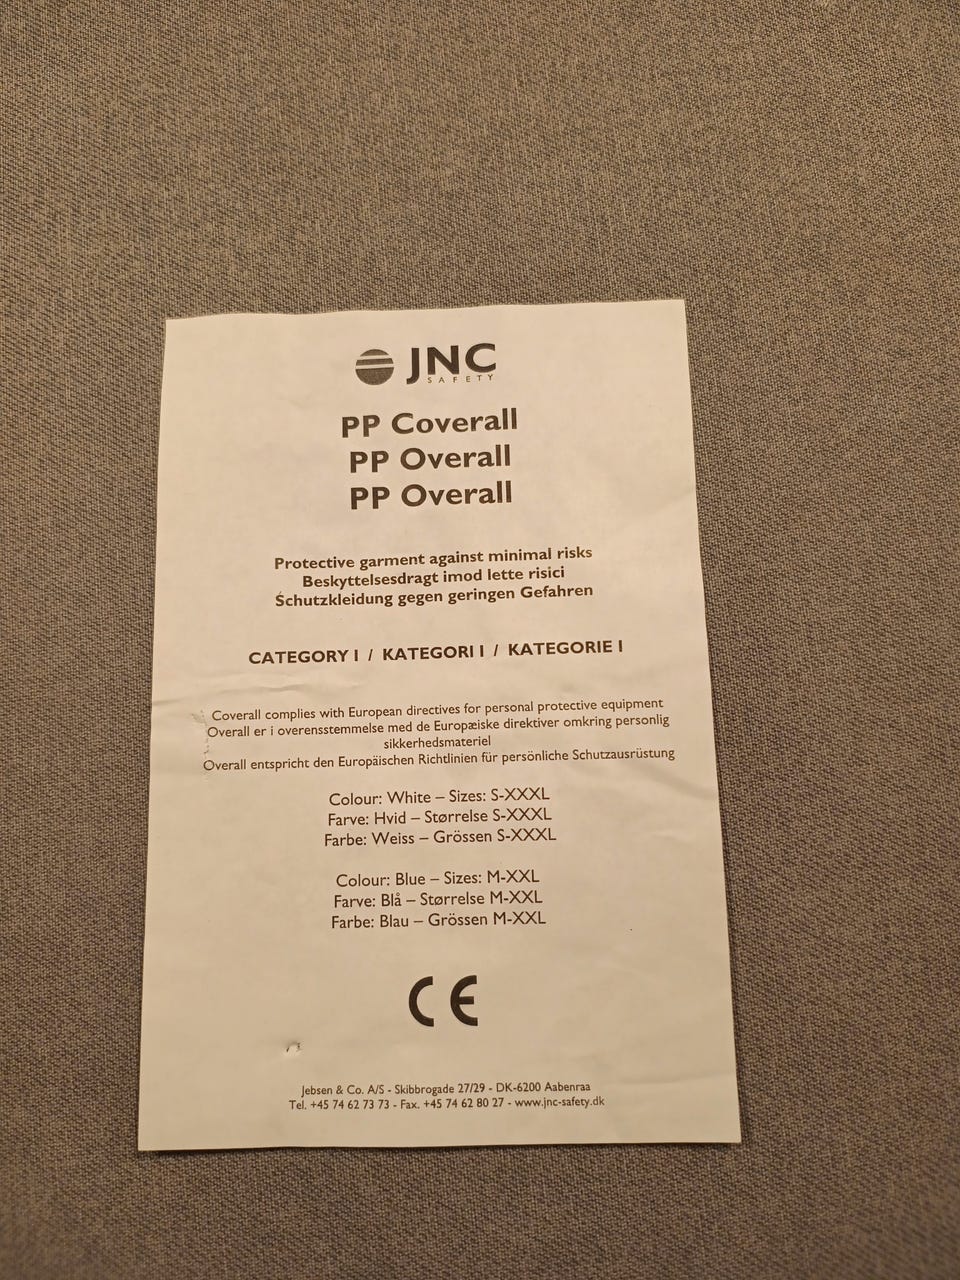 JNC
SAFETY
PP Coverall
PP Overall
PP Overall
Protective garment against minimal risks
Beskyttelsesdragt imod lette risici
Schutzkleidung gegen geringen Gefahren
CATEGORY I / KATEGORI I / KATEGORIE I
Coverall complies with European directives for personal protective equipment
Overall er i overensstemmelse med de Europæiske direktiver omkring personlig
sikkerhedsmateriel
Overall entspricht den Europäischen Richtlinien für persönliche Schutzausrüstung
Colour: White – Sizes: S-XXXL
Farve: Hvid – Størrelse S-XXXL
Farbe: Weiss – Grössen S-XXXL
Colour: Blue – Sizes: M-XXL
Farve: Blå – Størrelse M-XXL
Farbe: Blau – Grössen M-XXL
CE
Jebsen & Co. A/S - Skibbrogade 27/29 - DK-6200 Aabenraa
Tel. +45 74 62 73 73 - Fax. +45 74 62 80 27 - www.jnc-safety.dk